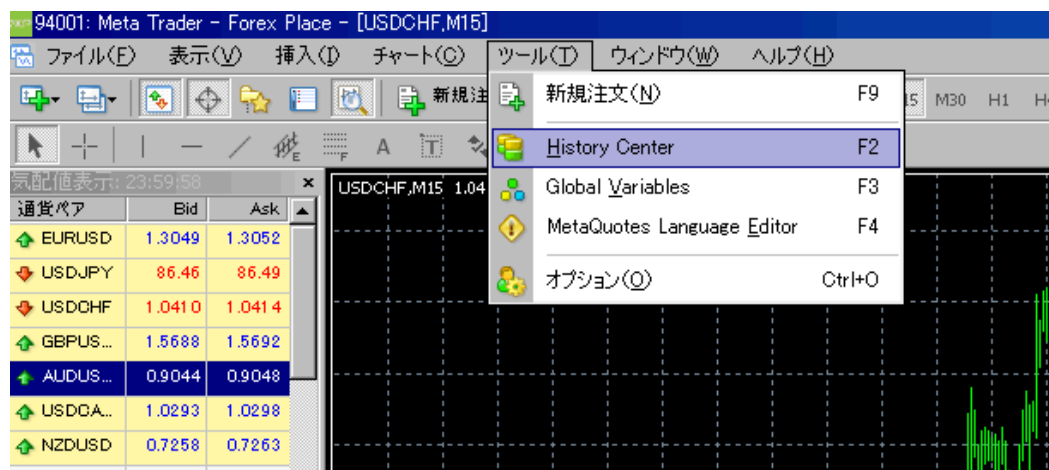 94001: Meta Trader - Forex Place - [USDCHF,M15]
ファイル(F) 表示(V) 挿入(I) チャート(C) ツール(T) ウィンドウ(W) ヘルプ(H)
新規注
M30 H1
新規注文(N) F9
History Center F2
Global Variables F3
MetaQuotes Language Editor F4
オプション(O) Ctrl+O
E F A T
気配値表示: 23:59:58
通貨ペア Bid Ask
EURUSD 1.3049 1.3052
USDJPY 86.46 86.49
USDCHF 1.0410 1.0414
GBPUS... 1.5688 1.5692
AUDUS... 0.9044 0.9048
USDCA... 1.0293 1.0298
NZDUSD 0.7258 0.7263
USDCHF,M15 1.04